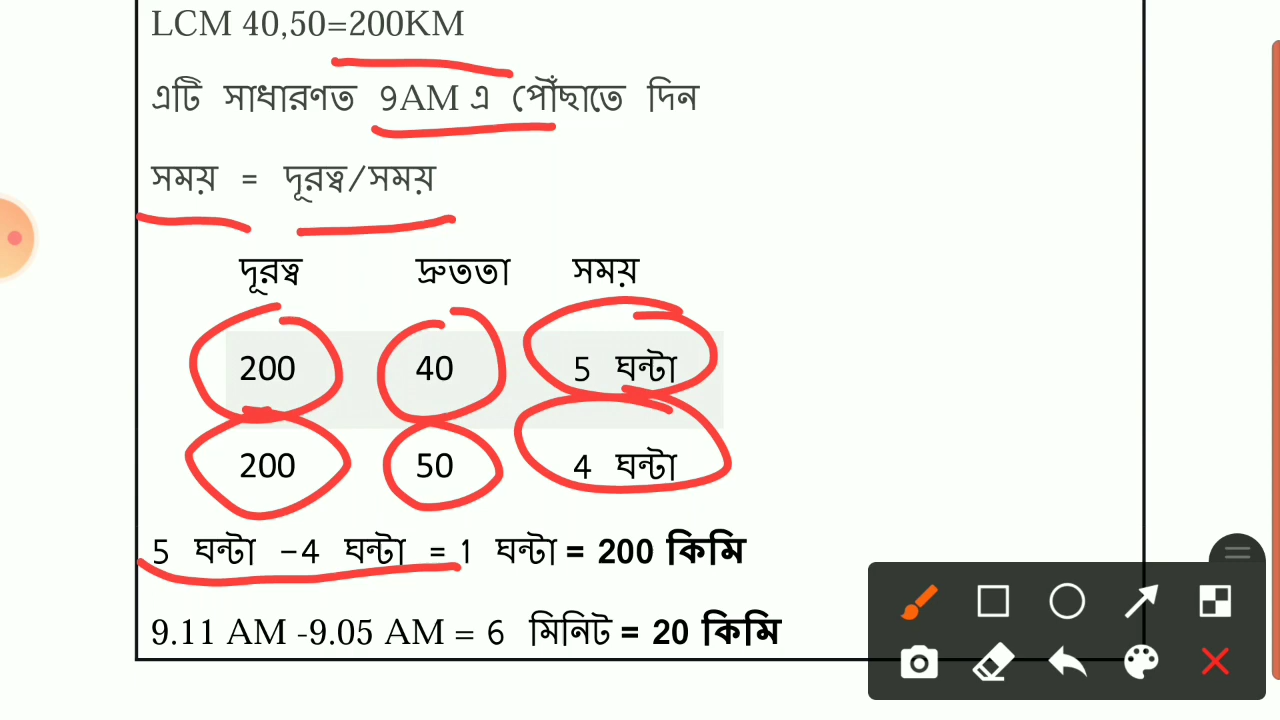 LCM 40,50=200KM
এটি সাধারণত 9AM এ পৌঁছাতে দিন
সময় = দূরত্ব/সময়
দূরত্ব দ্রুততা সময়
200 40 5 ঘন্টা
200 50 4 ঘন্টা
5 ঘন্টা -4 ঘন্টা = 1 ঘন্টা = 200 কিমি
9.11 AM -9.05 AM = 6 মিনিট = 20 কিমি